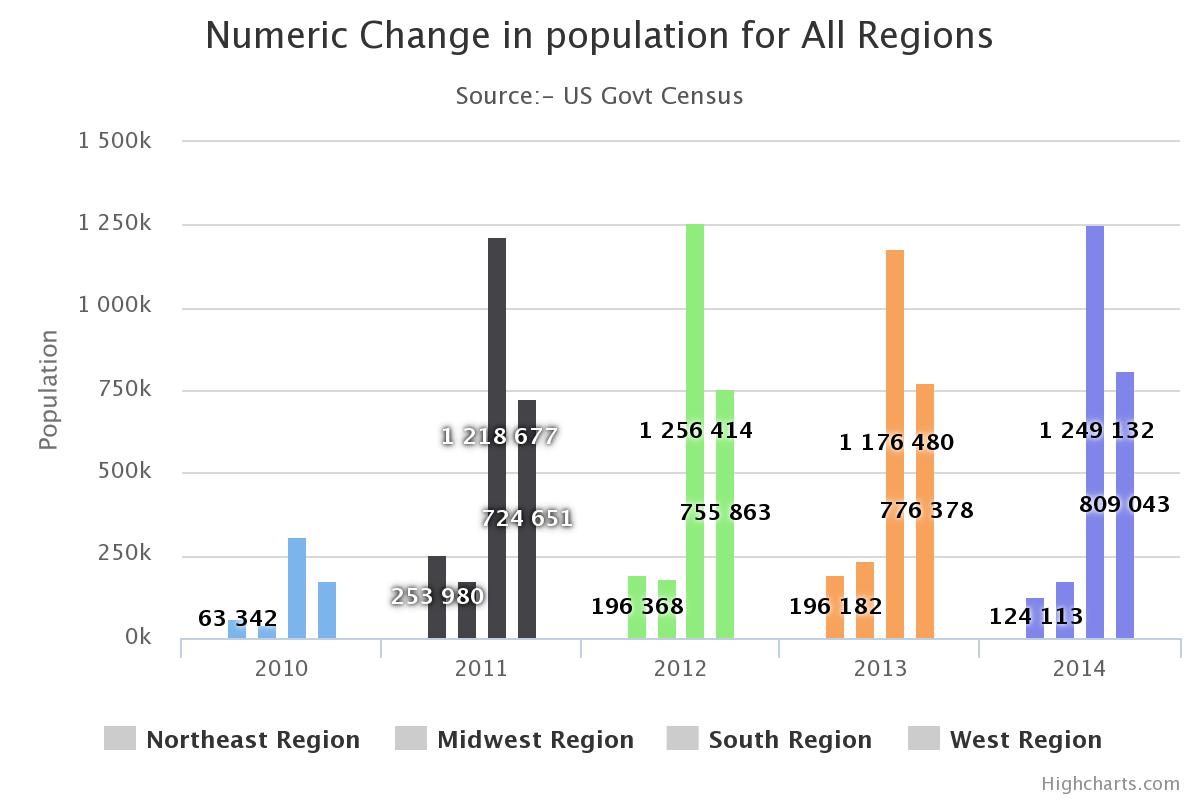 Numeric Change in population for All Regions
Source:- US Govt Census
Population
1 500k
1 250k
1 000k
750k
500k
250k
0k
63 342
253 980
1 218 677
724 651
196 368
1 256 414
755 863
196 182
1 176 480
776 378
124 113
1 249 132
809 043
2010 2011 2012 2013 2014
Northeast Region Midwest Region South Region West Region
Highcharts.com